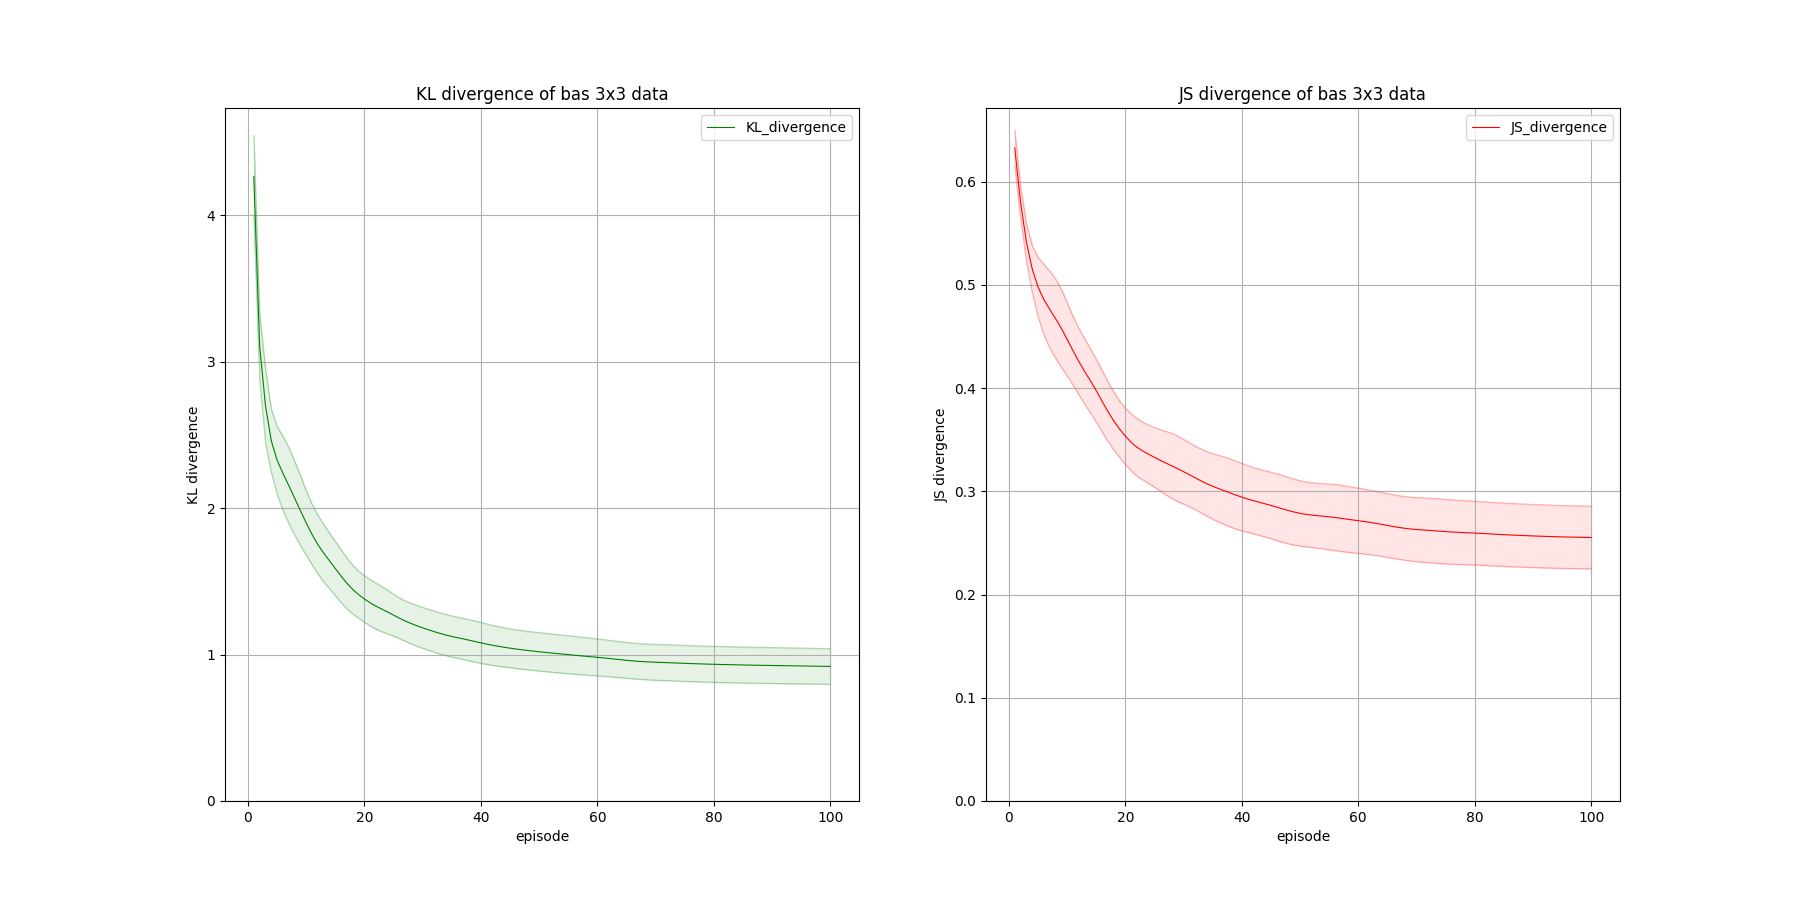 KL divergence of bas 3x3 data
KL_divergence
KL divergence
4
3
2
1
0
0 20 40 60 80 100
episode
JS divergence of bas 3x3 data
JS_divergence
JS divergence
0.6
0.5
0.4
0.3
0.2
0.1
0.0
0 20 40 60 80 100
episode